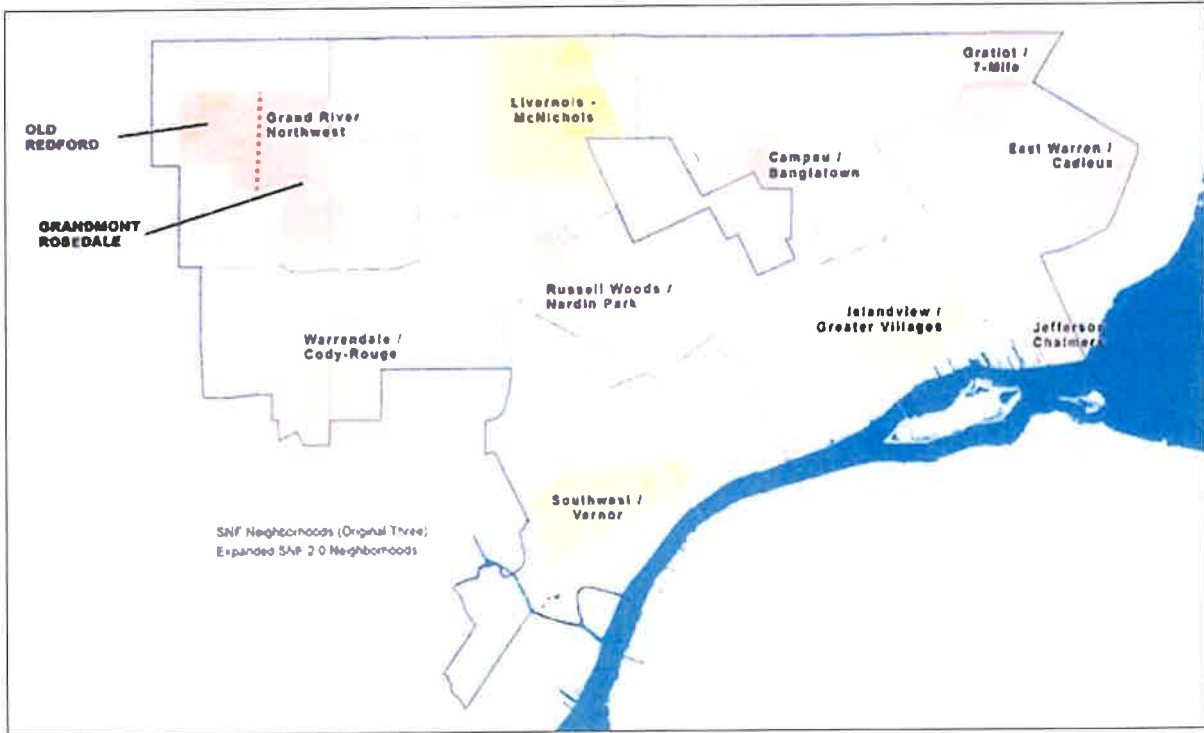 Gratiot /
7-Mile
Livernois -
McNichols
OLD
REDFORD
Grand River
Northwest
East Warren /
Cadieux
Campau /
Banglatown
GRANDMONT
ROSEDALE
Russell Woods /
Nardin Park
Islandview /
Greater Villages
Jefferson
Chalmers
Warrendale /
Cody-Rouge
Southwest /
Vernor
SNF Neighborhoods (Original Three)
Expanded SNF 2.0 Neighborhoods